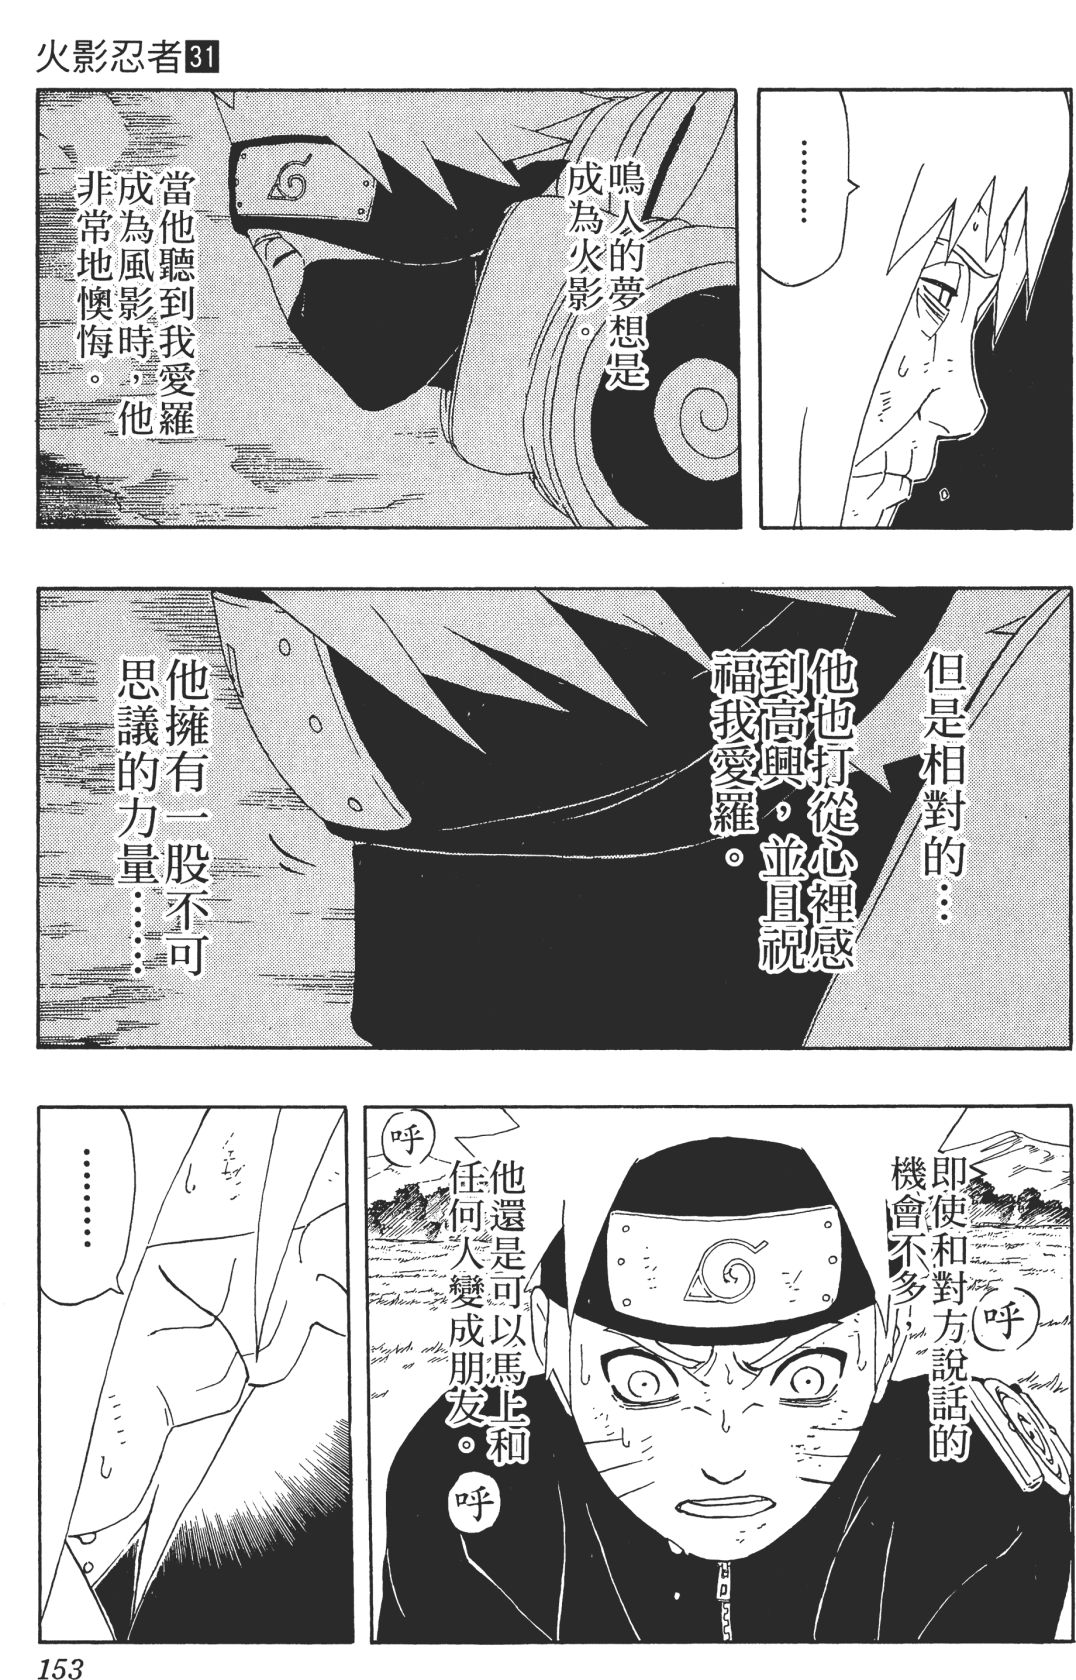 火影忍者31
………
鳴人的夢想是
成為火影。
當他聽到我愛羅
成為風影時，他
非常地懊悔。
但是相對的…
他也打從心裡感
到高興，並且祝
福我愛羅。
他擁有一股不可
思議的力量……
即使和對方說話的
機會不多，
呼
他還是可以馬上和
任何人變成朋友。
呼
呼
………
153